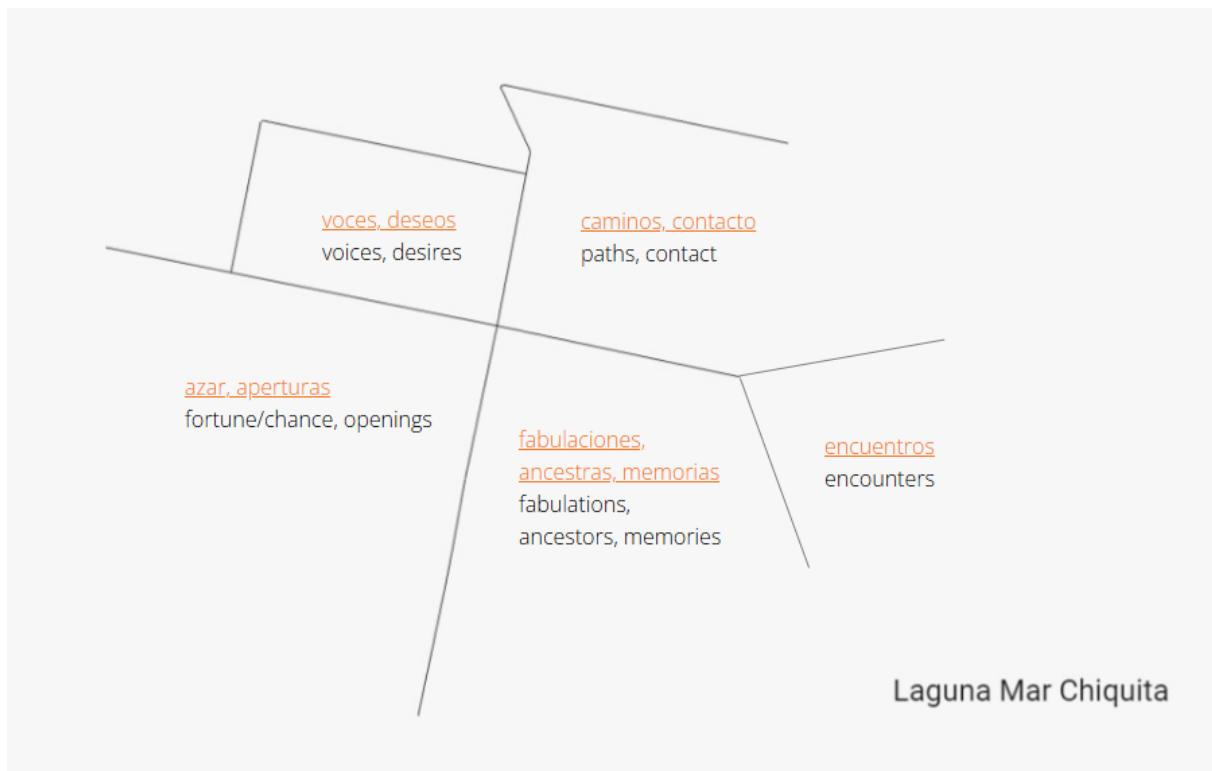 voces, deseos
voices, desires
caminos, contacto
paths, contact
azar, aperturas
fortune/chance, openings
fabulaciones,
ancestras, memorias
fabulations,
ancestors, memories
encuentros
encounters
Laguna Mar Chiquita